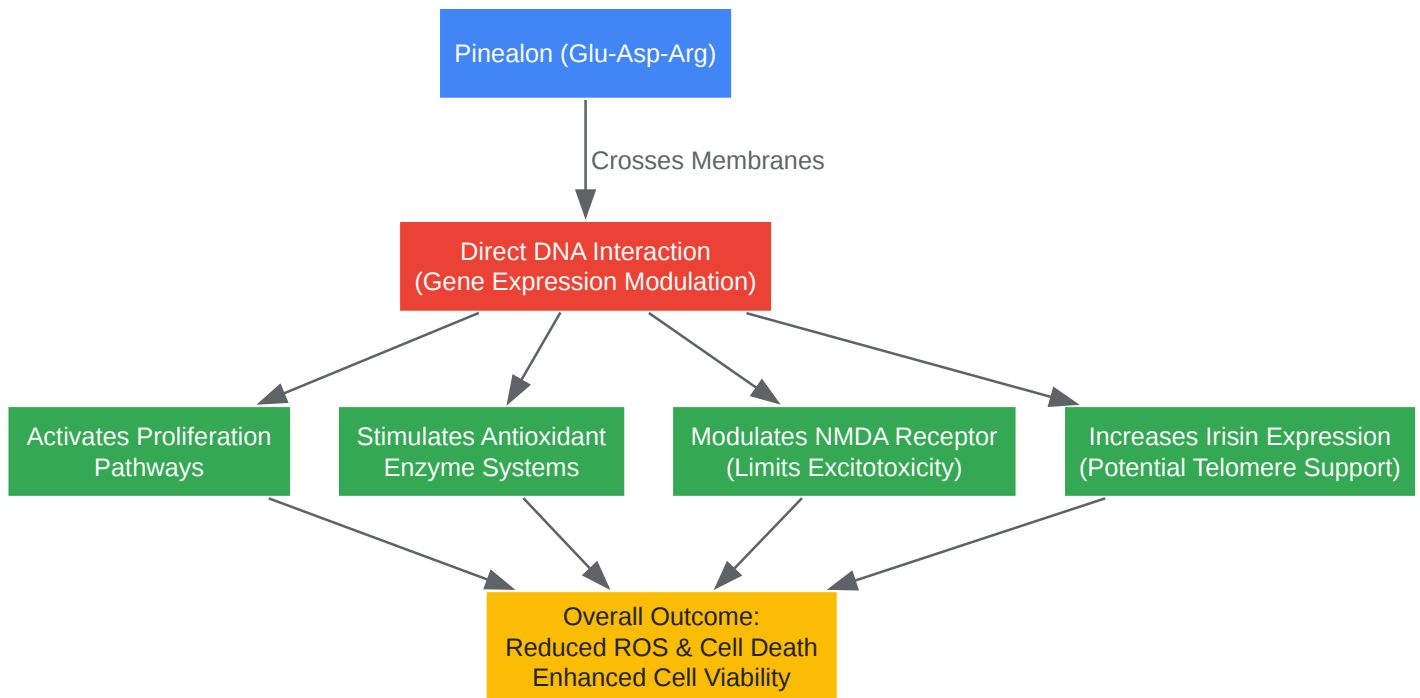 Pinealon (Glu-Asp-Arg)
Crosses Membranes
Direct DNA Interaction
(Gene Expression Modulation)
Activates Proliferation
Pathways
Stimulates Antioxidant
Enzyme Systems
Modulates NMDA Receptor
(Limits Excitotoxicity)
Increases Irisin Expression
(Potential Telomere Support)
Overall Outcome:
Reduced ROS & Cell Death
Enhanced Cell Viability